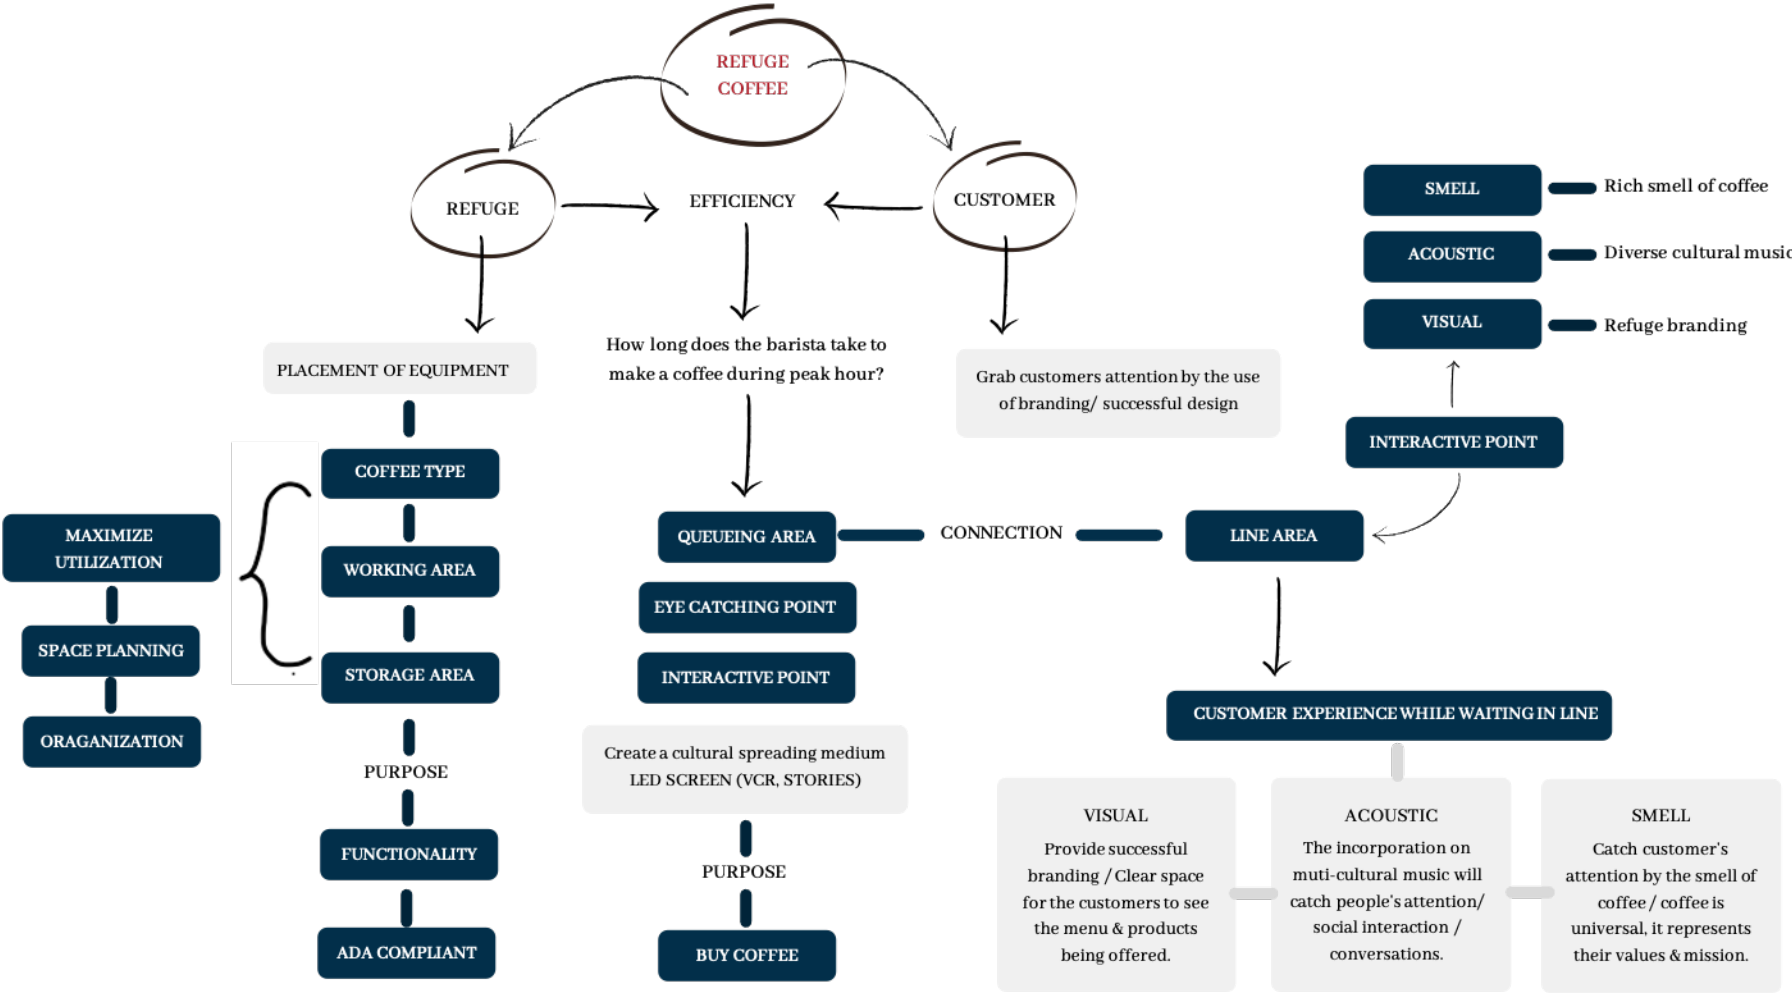 REFUGE
COFFEE
REFUGE
EFFICIENCY
CUSTOMER
PLACEMENT OF EQUIPMENT
COFFEE TYPE
WORKING AREA
STORAGE AREA
PURPOSE
FUNCTIONALITY
ADA COMPLIANT
MAXIMIZE
UTILIZATION
SPACE PLANNING
ORAGANIZATION
How long does the barista take to
make a coffee during peak hour?
QUEUEING AREA
EYE CATCHING POINT
INTERACTIVE POINT
Create a cultural spreading medium
LED SCREEN (VCR, STORIES)
PURPOSE
BUY COFFEE
CONNECTION
Grab customers attention by the use
of branding/ successful design
SMELL
Rich smell of coffee
ACOUSTIC
Diverse cultural music
VISUAL
Refuge branding
INTERACTIVE POINT
LINE AREA
CUSTOMER EXPERIENCE WHILE WAITING IN LINE
VISUAL
Provide successful
branding / Clear space
for the customers to see
the menu & products
being offered.
ACOUSTIC
The incorporation on
muti-cultural music will
catch people's attention/
social interaction /
conversations.
SMELL
Catch customer's
attention by the smell of
coffee / coffee is
universal, it represents
their values & mission.